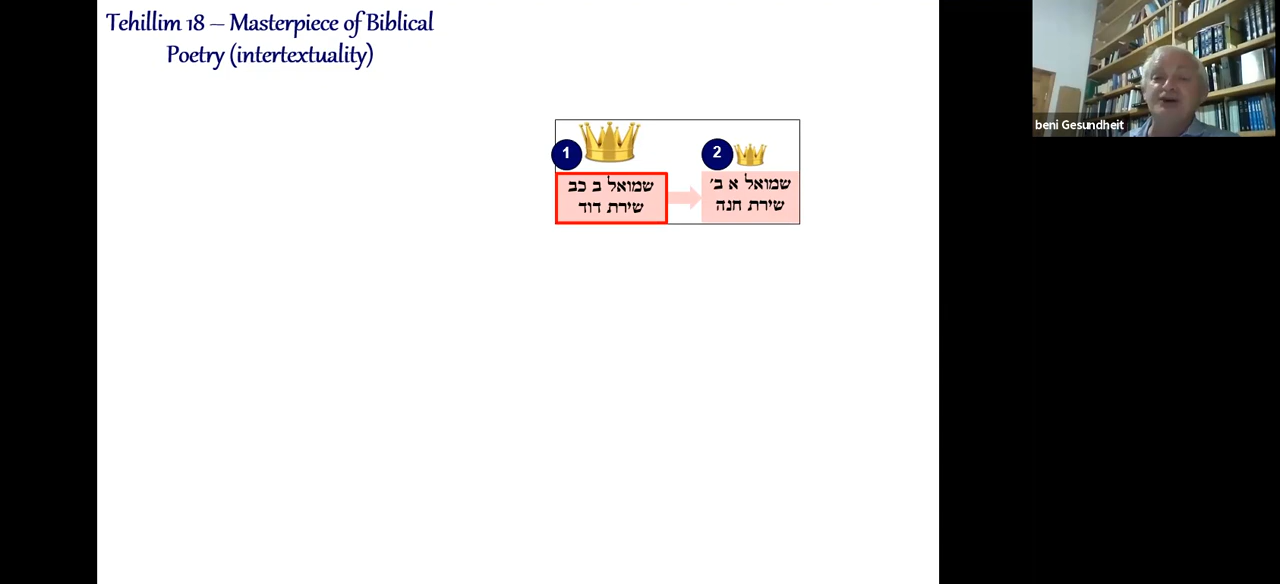 Tehillim 18 – Masterpiece of Biblical
Poetry (intertextuality)
beni Gesundheit
1
שמואל ב כב
שירת דוד
2
שמואל א ב׳
שירת חנה